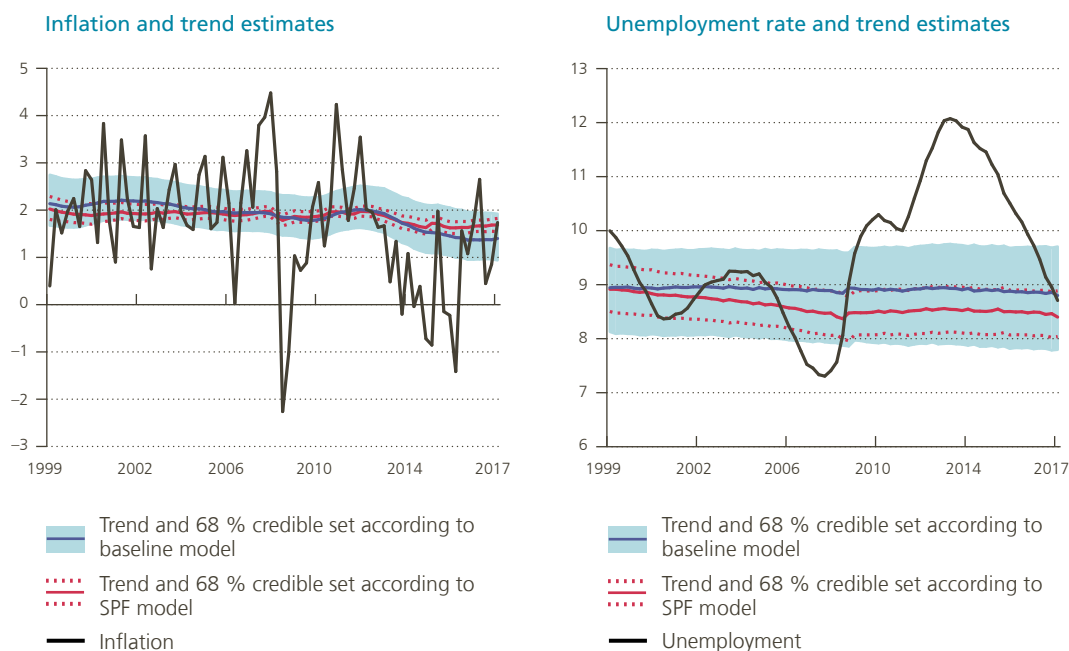 Inflation and trend estimates
5
4
3
2
1
0
–1
–2
–3
1999 2002 2006 2010 2014 2017
Trend and 68 % credible set according to
baseline model
Trend and 68 % credible set according to
SPF model
Inflation
Unemployment rate and trend estimates
13
12
11
10
9
8
7
6
1999 2002 2006 2010 2014 2017
Trend and 68 % credible set according to
baseline model
Trend and 68 % credible set according to
SPF model
Unemployment